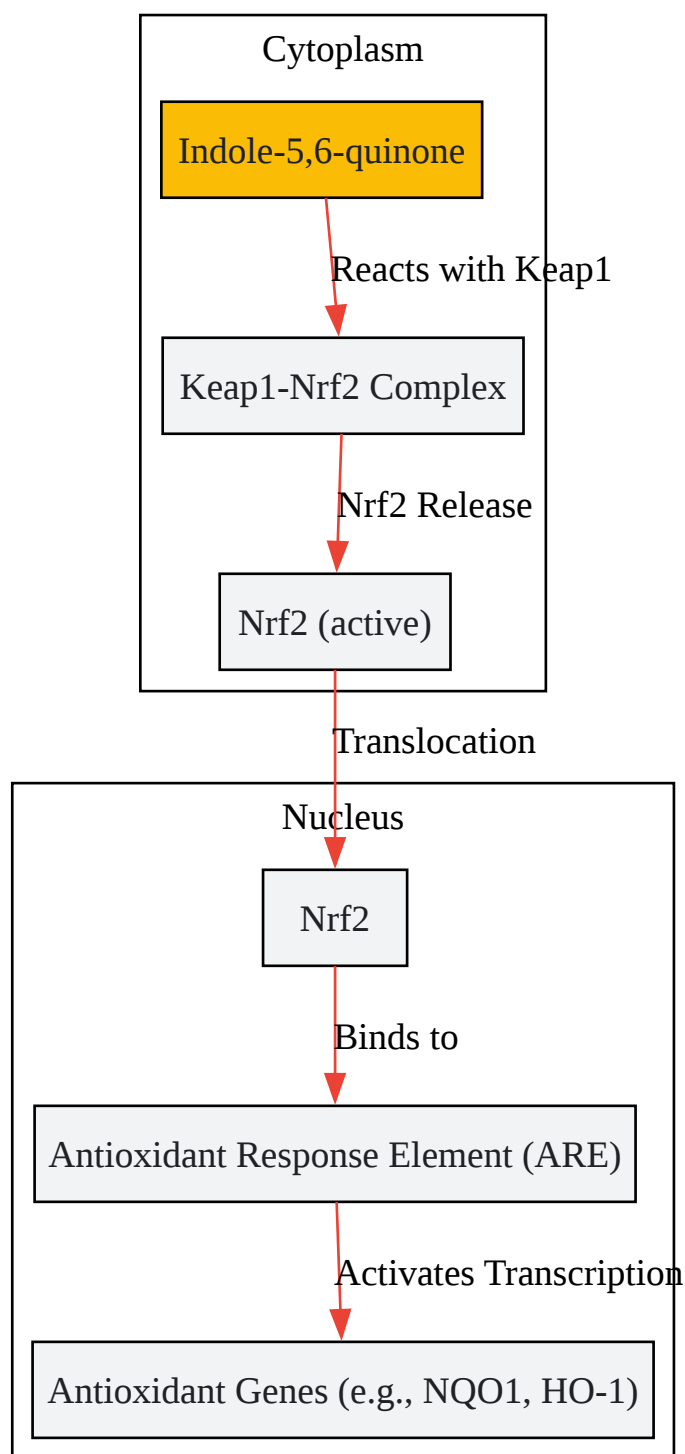 Cytoplasm
Indole-5,6-quinone
Reacts with Keap1
Keap1-Nrf2 Complex
Nrf2 Release
Nrf2 (active)
Translocation
Nucleus
Nrf2
Binds to
Antioxidant Response Element (ARE)
Activates Transcription
Antioxidant Genes (e.g., NQO1, HO-1)